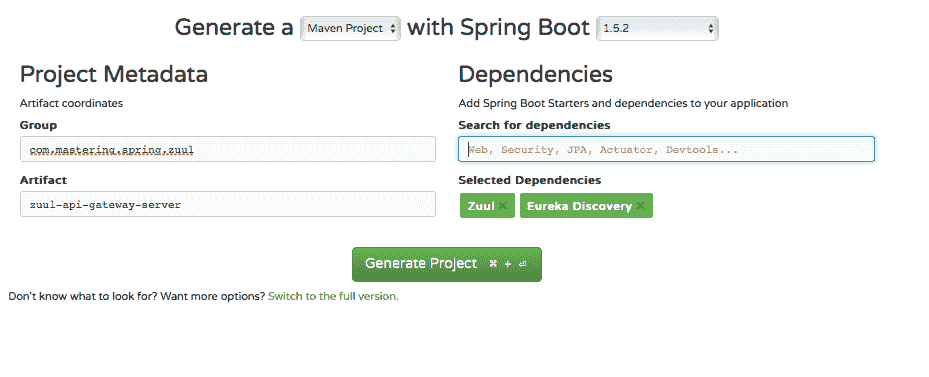 Generate a Maven Project with Spring Boot 1.5.2
Project Metadata
Artifact coordinates
Group
com.mastering.spring.zuul
Artifact
zuul-api-gateway-server
Dependencies
Add Spring Boot Starters and dependencies to your application
Search for dependencies
Web, Security, JPA, Actuator, Devtools...
Selected Dependencies
Zuul × Eureka Discovery ×
Generate Project ⌘ + ⏎
Don't know what to look for? Want more options? Switch to the full version.